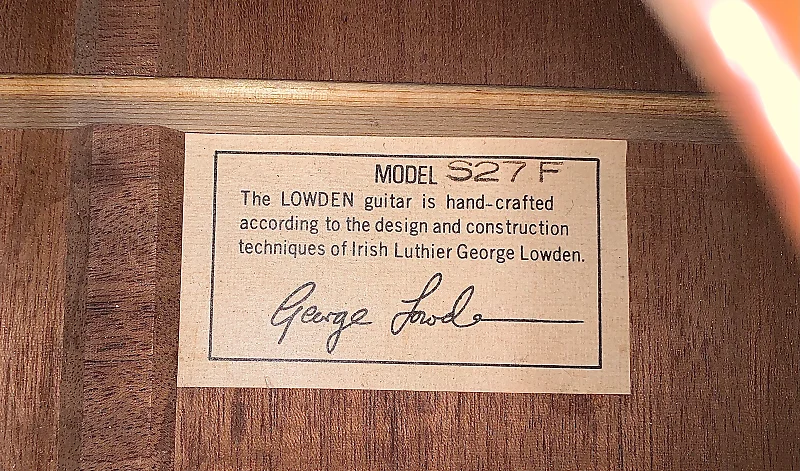 MODEL S27 F
The LOWDEN guitar is hand-crafted
according to the design and construction
techniques of Irish Luthier George Lowden.
George Lowden